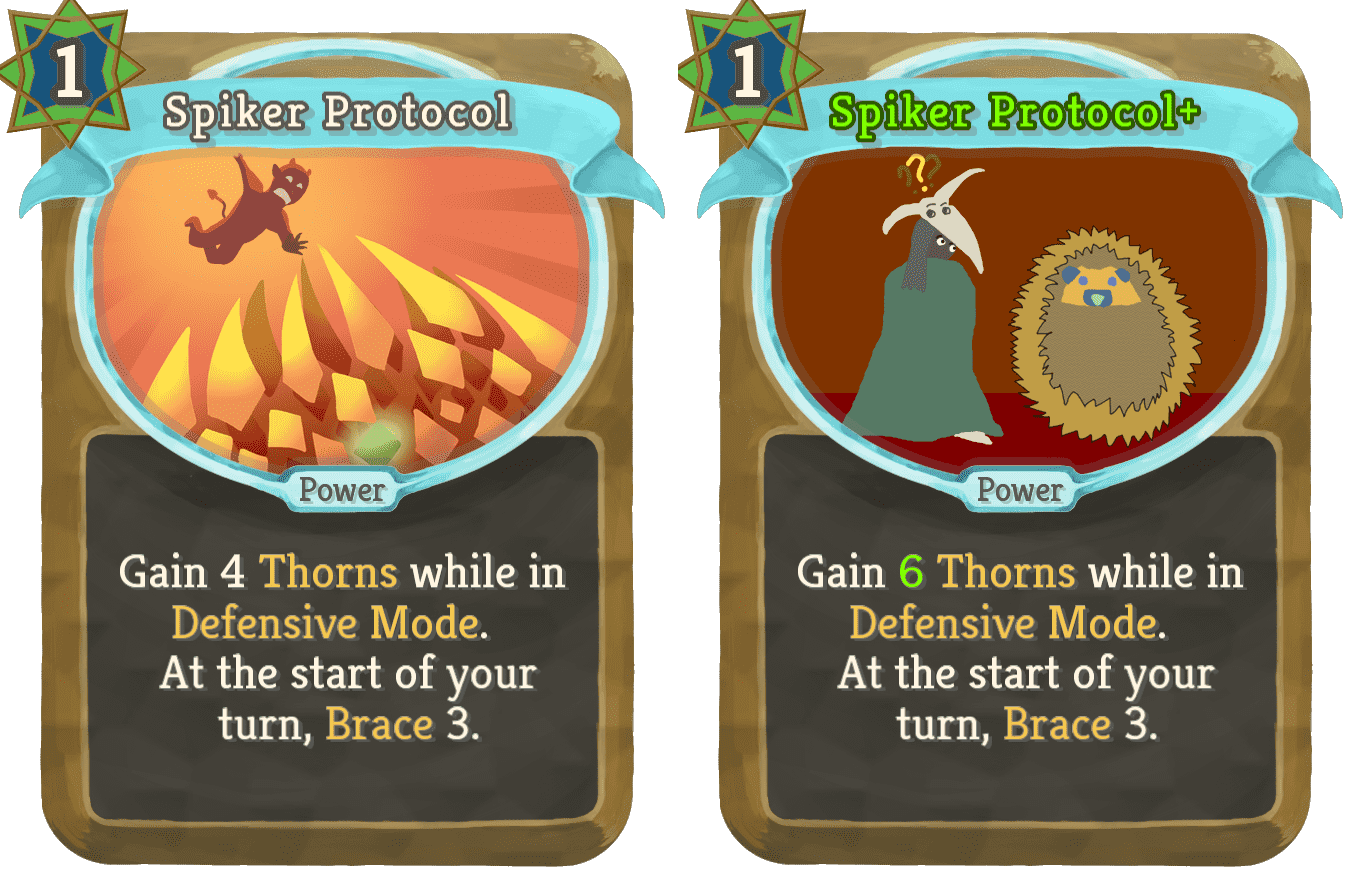 1
Spiker Protocol
Power
Gain 4 Thorns while in
Defensive Mode.
At the start of your
turn, Brace 3.
1
Spiker Protocol+
???
Power
Gain 6 Thorns while in
Defensive Mode.
At the start of your
turn, Brace 3.